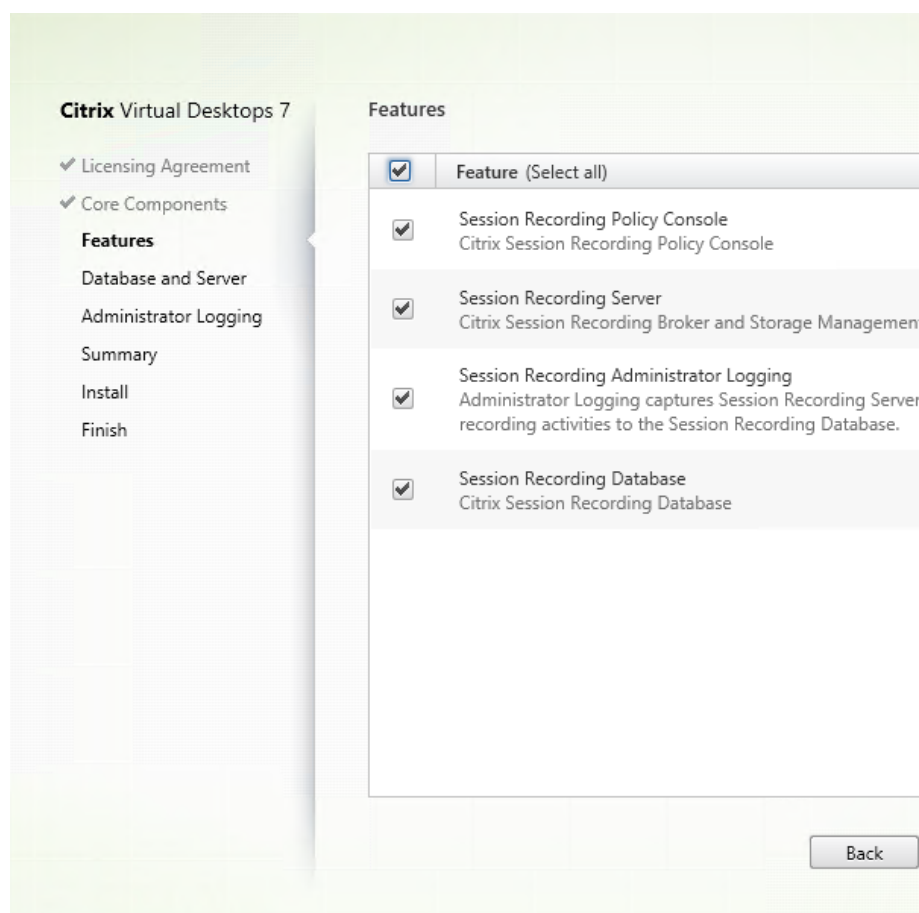 Citrix Virtual Desktops 7
Licensing Agreement
Core Components
Features
Database and Server
Administrator Logging
Summary
Install
Finish
Features
Feature (Select all)
Session Recording Policy Console
Citrix Session Recording Policy Console
Session Recording Server
Citrix Session Recording Broker and Storage
Session Recording Administrator Logging
Administrator Logging captures Session Recording Server
recording activities to the Session Recording Database.
Session Recording Database
Citrix Session Recording Database
Back